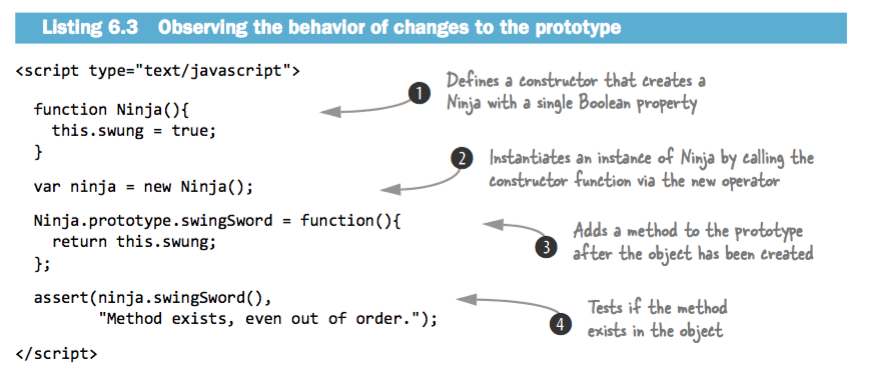 Listing 6.3 Observing the behavior of changes to the prototype
<script type="text/javascript">
function Ninja(){
this.swung = true;
}
1 Defines a constructor that creates a
Ninja with a single Boolean property
var ninja = new Ninja();
2 Instantiates an instance of Ninja by calling the
constructor function via the new operator
Ninja.prototype.swingSword = function(){
return this.swung;
};
3 Adds a method to the prototype
after the object has been created
assert(ninja.swingSword(),
"Method exists, even out of order.");
4 Tests if the method
exists in the object
</script>